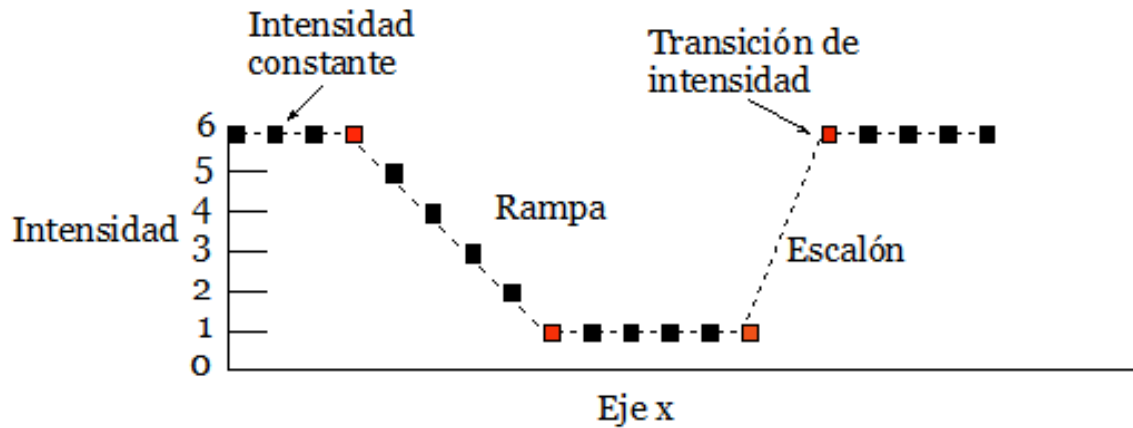 Intensidad
constante
Transición de
intensidad
6
5
4
3
2
1
0
Intensidad
Rampa
Escalón
Eje x